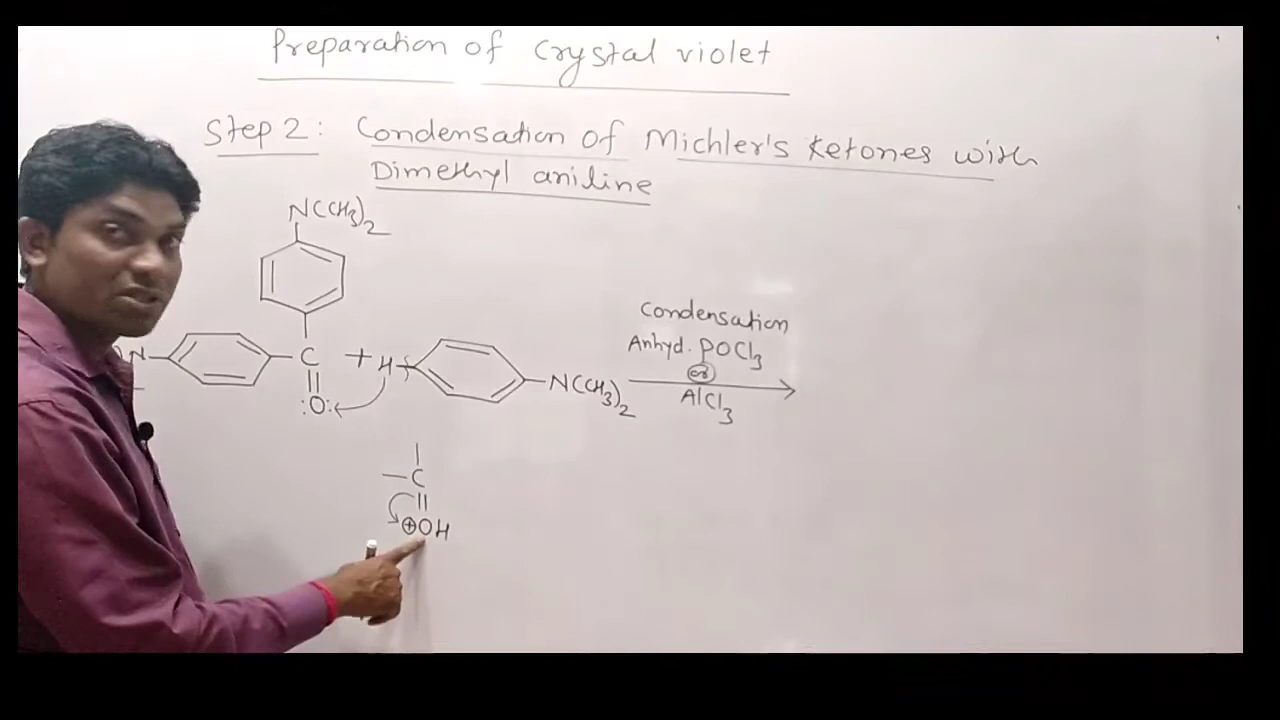 Preparation of Crystal violet
Step 2: Condensation of Michler's Ketones with
Dimethyl aniline
N(CH3)2
Condensation
Anhyd. POCl3
N
C
+ H
N(CH3)2
or
AlCl3
O
:O:
C
⊕OH